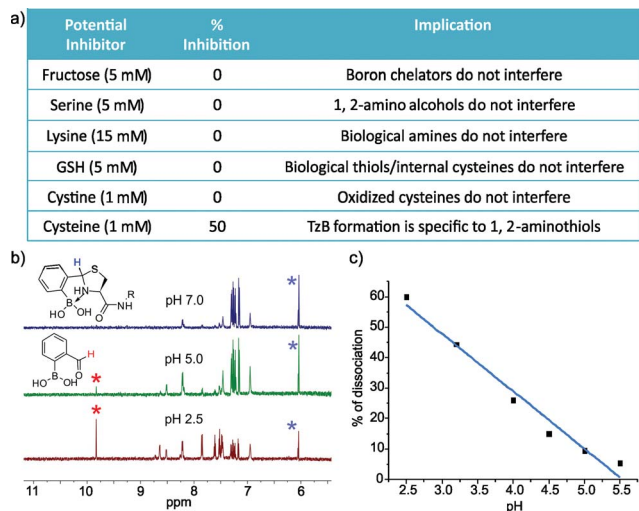 a)
Potential Inhibitor % Inhibition Implication
Fructose (5 mM) 0 Boron chelators do not interfere
Serine (5 mM) 0 1, 2-amino alcohols do not interfere
Lysine (15 mM) 0 Biological amines do not interfere
GSH (5 mM) 0 Biological thiols/internal cysteines do not interfere
Cystine (1 mM) 0 Oxidized cysteines do not interfere
Cysteine (1 mM) 50 TzB formation is specific to 1, 2-aminothiols
b)
H S
NH
B
HO OH
O
N
H
R
pH 7.0
*
H
O
HO B OH
pH 5.0
* *
pH 2.5
* *
11 10 9 8 7 6
ppm
c)
% of dissociation
60
50
40
30
20
10
0
2.5 3.0 3.5 4.0 4.5 5.0 5.5
pH